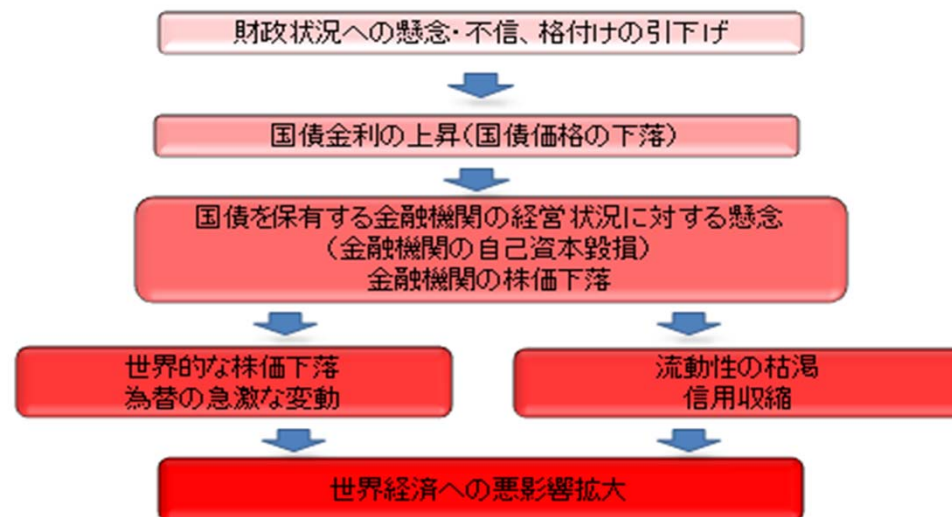 財政状況への懸念・不信、格付けの引下げ
国債金利の上昇(国債価格の下落)
国債を保有する金融機関の経営状況に対する懸念
(金融機関の自己資本毀損)
金融機関の株価下落
世界的な株価下落
為替の急激な変動
流動性の枯渇
信用収縮
世界経済への悪影響拡大